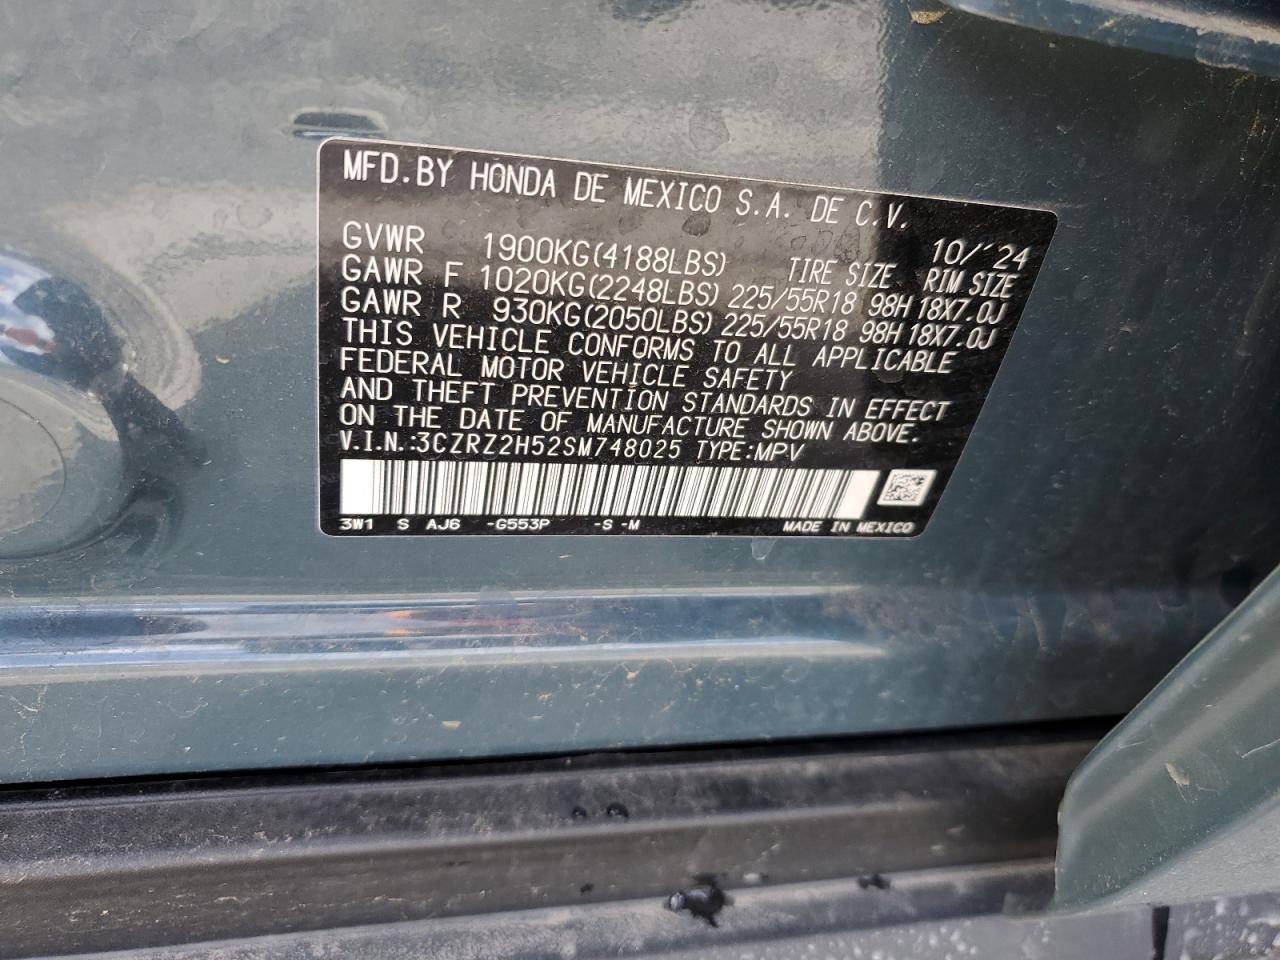 MFD.BY HONDA DE MEXICO S.A. DE C.V.
10/'24
GVWR 1900KG(4188LBS) TIRE SIZE RIM SIZE
GAWR F 1020KG(2248LBS) 225/55R18 98H 18X7.0J
GAWR R 930KG(2050LBS) 225/55R18 98H 18X7.0J
THIS VEHICLE CONFORMS TO ALL APPLICABLE
FEDERAL MOTOR VEHICLE SAFETY
AND THEFT PREVENTION STANDARDS IN EFFECT
ON THE DATE OF MANUFACTURE SHOWN ABOVE.
V.I.N.:3CZRZ2H52SM748025 TYPE:MPV
3W1 S AJ6 -G553P -S -M MADE IN MEXICO